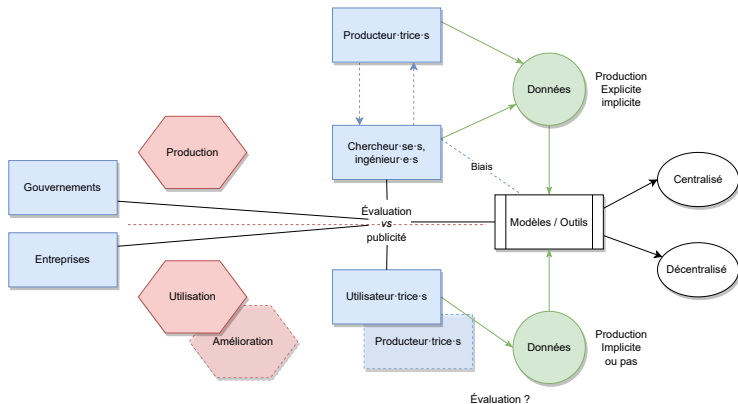 Producteur·trice·s
Données
Production
Explicite
implicite
Production
Chercheur·se·s,
ingénieur·e·s
Biais
Gouvernements
Centralisé
Évaluation
vs
publicité
Modèles / Outils
Entreprises
Décentralisé
Utilisation
Utilisateur·trice·s
Amélioration
Producteur·trice·s
Données
Production
Implicite
ou pas
Évaluation ?